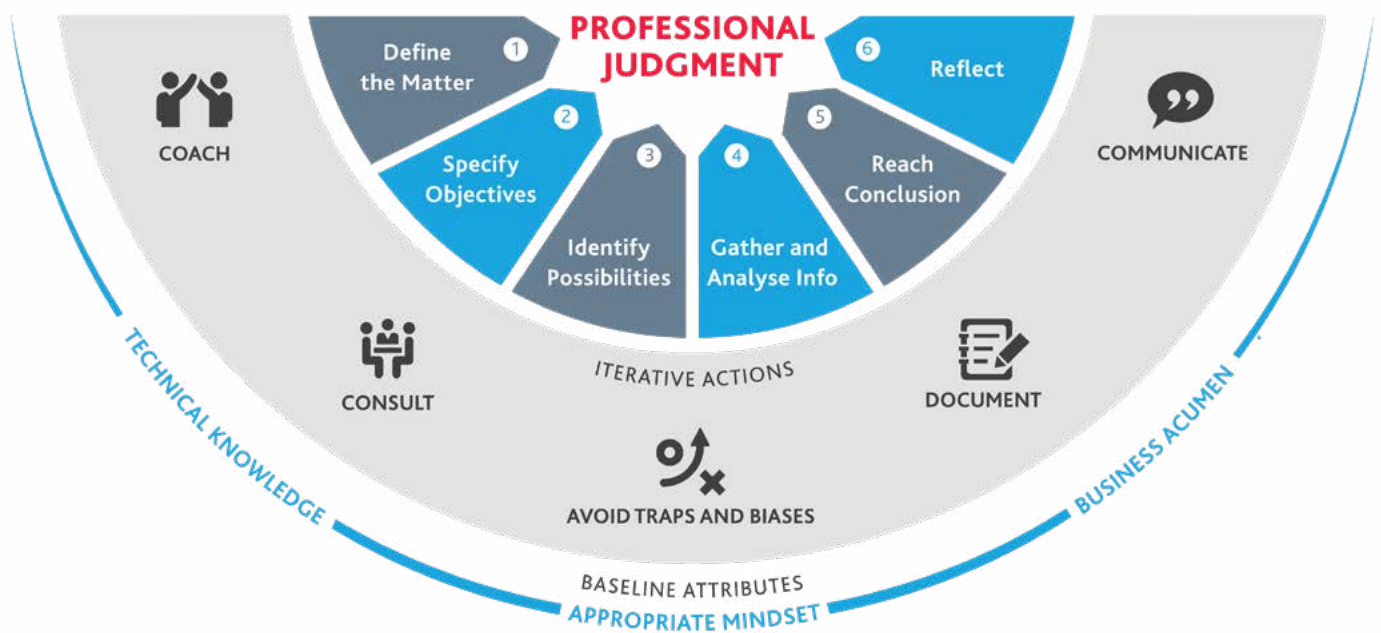 PROFESSIONAL
JUDGMENT
1
Define
the Matter
2
Specify
Objectives
3
Identify
Possibilities
4
Gather and
Analyse Info
5
Reach
Conclusion
6
Reflect
COACH
CONSULT
AVOID TRAPS AND BIASES
DOCUMENT
COMMUNICATE
ITERATIVE ACTIONS
TECHNICAL KNOWLEDGE
BASELINE ATTRIBUTES
APPROPRIATE MINDSET
BUSINESS ACUMEN